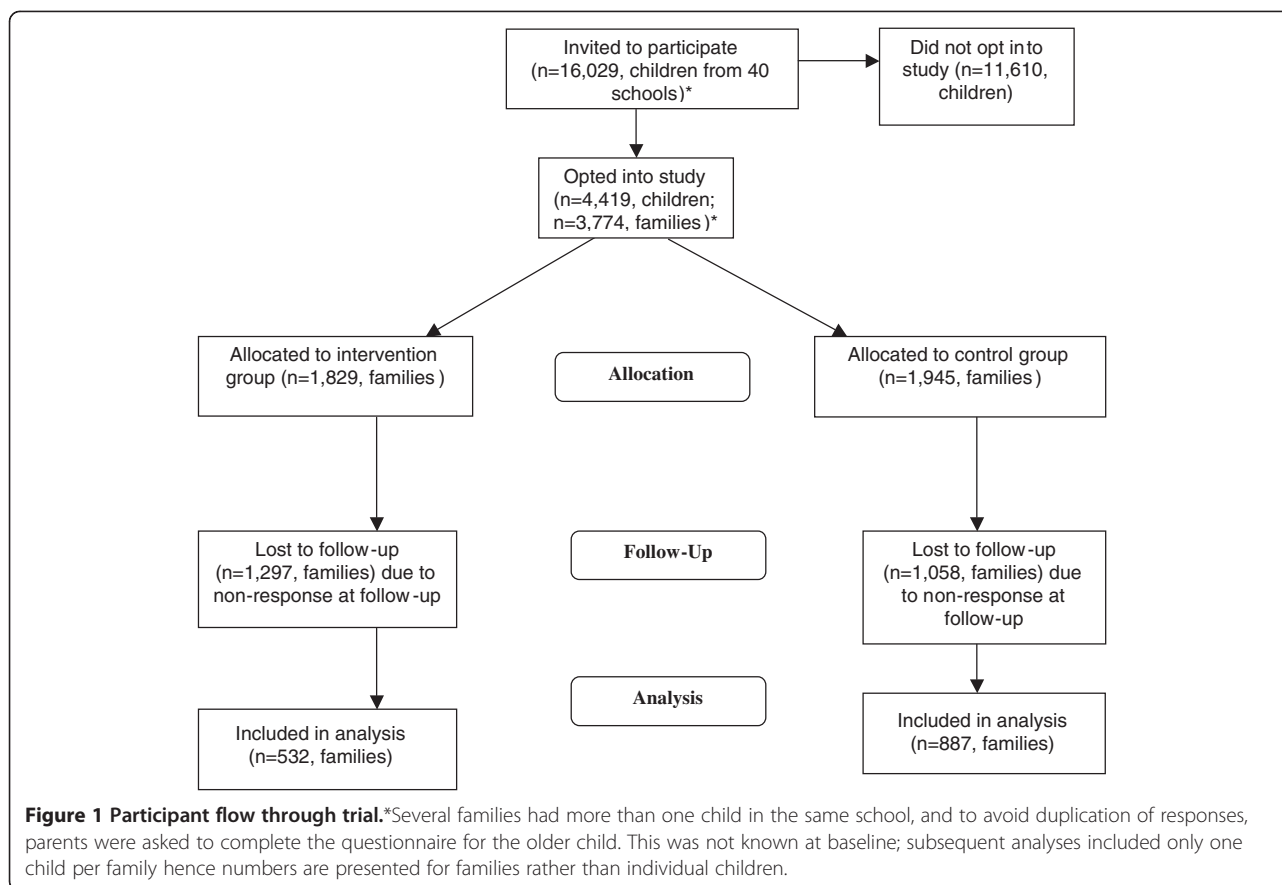 Invited to participate
(n=16,029, children from 40
schools)*
Did not opt into
study (n=11,610,
children)
Opted into study
(n=4,419, children;
n=3,774, families)*
Allocated to intervention
group (n=1,829, families)
Allocation
Allocated to control group
(n=1,945, families)
Lost to follow-up
(n=1,297, families) due to
non-response at follow-up
Follow-Up
Lost to follow-up
(n=1,058, families) due
to non-response at
follow-up
Analysis
Included in analysis
(n=532, families)
Included in analysis
(n=887, families)
Figure 1 Participant flow through trial.*Several families had more than one child in the same school, and to avoid duplication of responses,
parents were asked to complete the questionnaire for the older child. This was not known at baseline; subsequent analyses included only one
child per family hence numbers are presented for families rather than individual children.